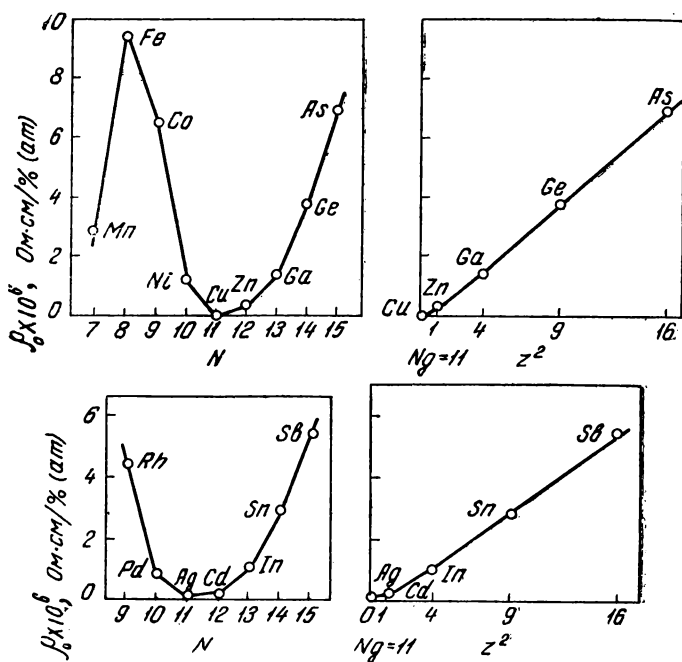 ρ₀×10⁶, Ом·см/% (ат)
10
8
6
4
2
0
Fe
Co
Mn
Ni
Cu
Zn
Ga
Ge
As
7 8 9 10 11 12 13 14 15
N
As
Ge
Ga
Zn
Cu
1 4 9 16
Ng=11 z²
ρ₀×10⁶, Ом·см/% (ат)
6
4
2
0
Rh
Pd
Ag
Cd
In
Sn
Sв
9 10 11 12 13 14 15
N
Sв
Sn
In
Ag
Cd
0 1 4 9 16
Ng=11 z²